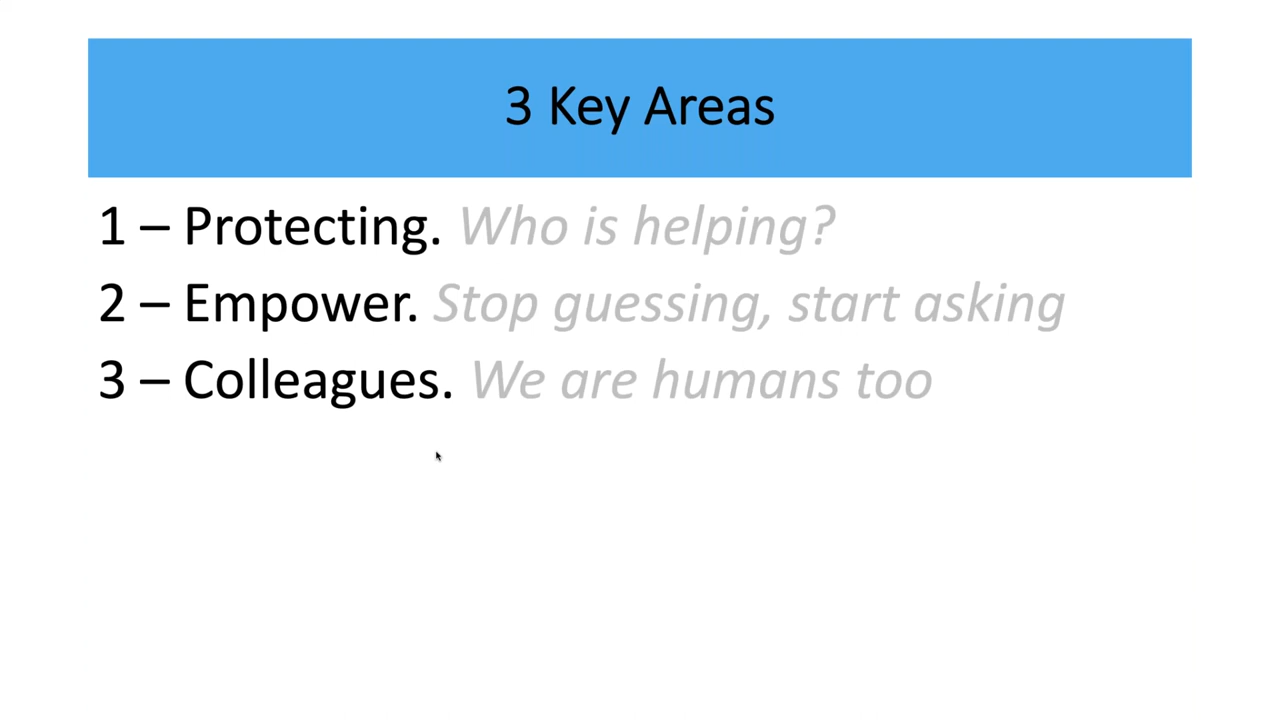 3 Key Areas
1 – Protecting. Who is helping?
2 – Empower. Stop guessing, start asking
3 – Colleagues. We are humans too